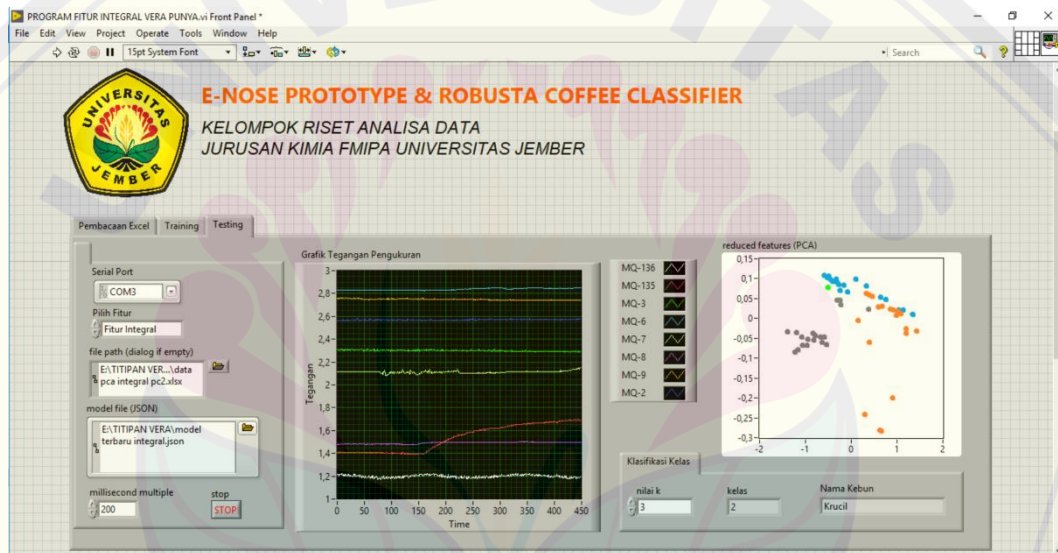 PROGRAM FITUR INTEGRAL VERA PUNYA.vi Front Panel *
File Edit View Project Operate Tools Window Help
15pt System Font
Search
UNIVERSITAS
JEMBER
E-NOSE PROTOTYPE & ROBUSTA COFFEE CLASSIFIER
KELOMPOK RISET ANALISA DATA
JURUSAN KIMIA FMIPA UNIVERSITAS JEMBER
Pembacaan Excel Training Testing
Serial Port
COM3
Pilih Fitur
Fitur Integral
file path (dialog if empty)
E:\TITIPAN VER...\data
pca integral pc2.xlsx
model file (JSON)
E:\TITIPAN VERA\model
terbaru integral.json
millisecond multiple
200
stop
STOP
Grafik Tegangan Pengukuran
Tegangan
3
2,8
2,6
2,4
2,2
2
1,8
1,6
1,4
1,2
1
0 50 100 150 200 250 300 350 400 450
Time
MQ-136
MQ-135
MQ-3
MQ-6
MQ-7
MQ-8
MQ-9
MQ-2
reduced features (PCA)
0,15
0,1
0,05
0
-0,05
-0,1
-0,15
-0,2
-0,25
-0,3
-2 -1 0 1 2
Klasifikasi Kelas
nilai k kelas Nama Kebun
3 2 Krucil